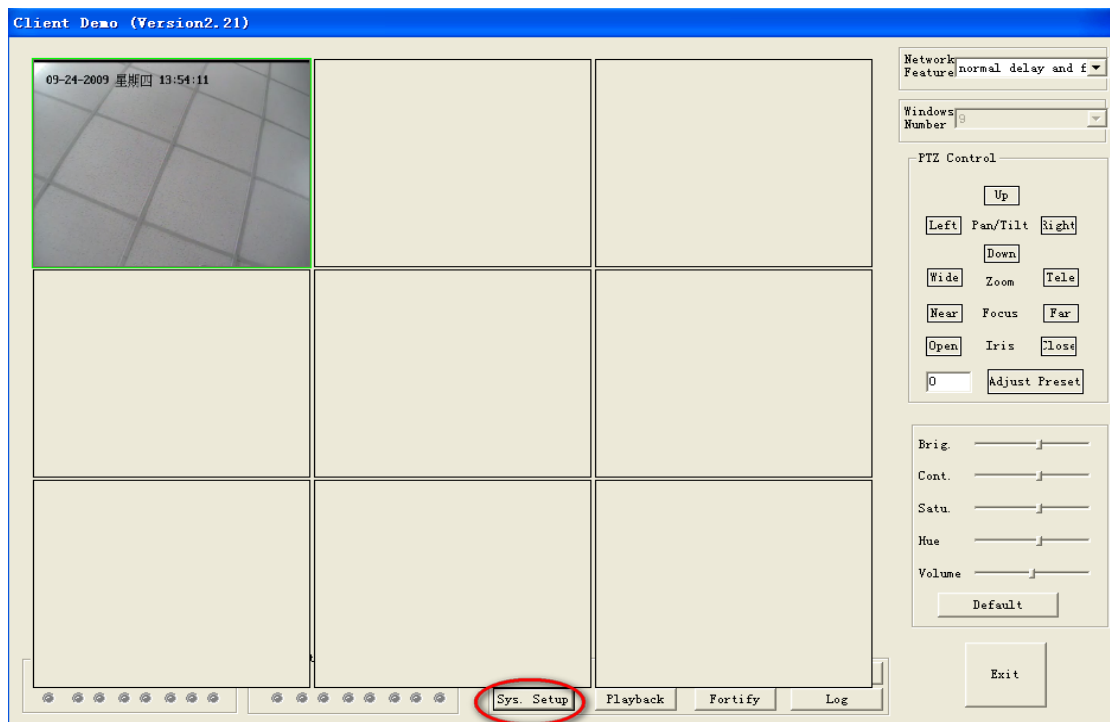 Client Demo (Version2.21)
09-24-2009 星期四 13:54:11
Network Feature
normal delay and f
Windows Number
9
PTZ Control
Up
Left Pan/Tilt Right
Down
Wide Zoom Tele
Near Focus Far
Open Iris Close
0 Adjust Preset
Brig.
Cont.
Satu.
Hue
Volume
Default
Sys. Setup Playback Fortify Log
Exit